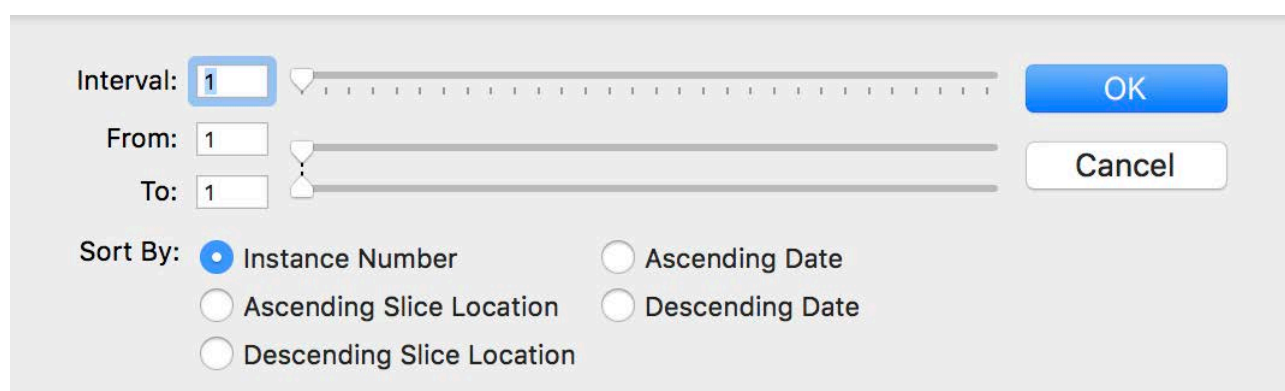 Interval: 1
OK
From: 1
Cancel
To: 1
Sort By: Instance Number Ascending Date
Ascending Slice Location Descending Date
Descending Slice Location